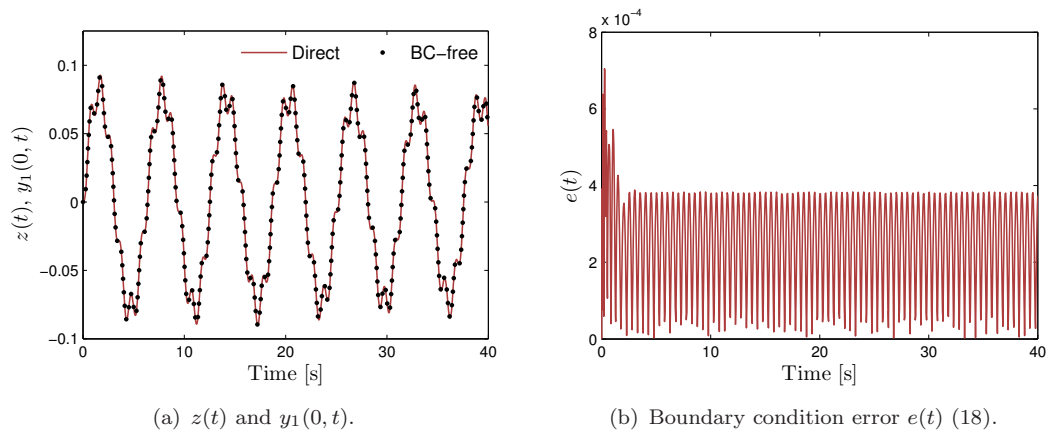 Direct
BC−free
0.1
0.05
0
−0.05
−0.1
z(t), y₁(0, t)
0
10
20
30
40
Time [s]
(a) z(t) and y₁(0, t).
x 10⁻⁴
8
6
4
2
0
e(t)
0
10
20
30
40
Time [s]
(b) Boundary condition error e(t) (18).